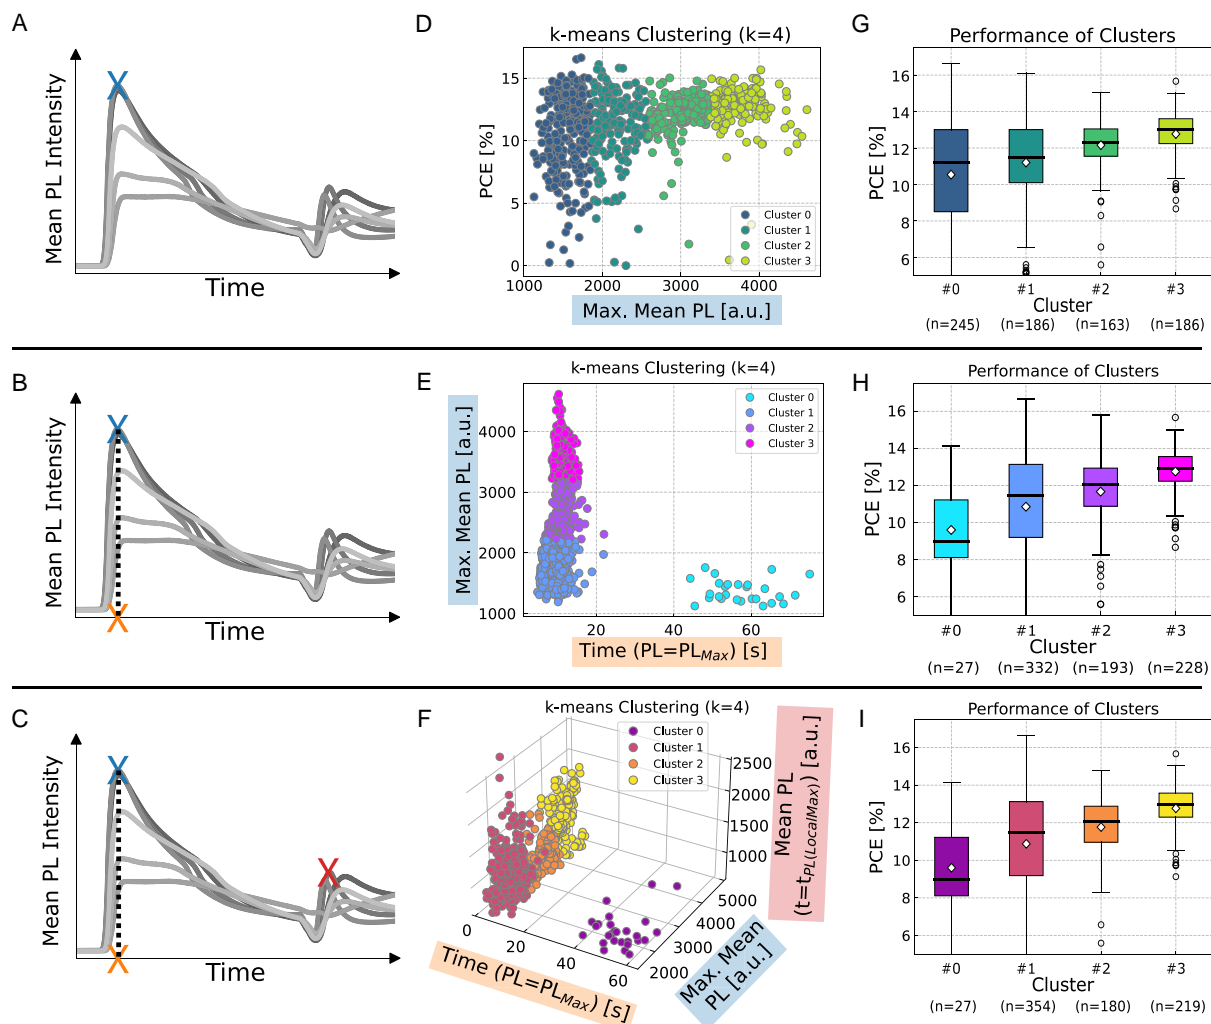 A
Mean PL Intensity
Time
D
k-means Clustering (k=4)
PCE [%]
15
10
5
0
1000
2000
3000
4000
Cluster 0
Cluster 1
Cluster 2
Cluster 3
Max. Mean PL [a.u.]
G
Performance of Clusters
PCE [%]
16
14
12
10
8
6
#0
#1
#2
#3
Cluster
(n=245)
(n=186)
(n=163)
(n=186)
B
Mean PL Intensity
Time
E
k-means Clustering (k=4)
Max. Mean PL [a.u.]
4000
3000
2000
1000
20
40
60
Cluster 0
Cluster 1
Cluster 2
Cluster 3
Time (PL=PL_Max) [s]
H
Performance of Clusters
PCE [%]
16
14
12
10
8
6
#0
#1
#2
#3
Cluster
(n=27)
(n=332)
(n=193)
(n=228)
C
Mean PL Intensity
Time
F
k-means Clustering (k=4)
Cluster 0
Cluster 1
Cluster 2
Cluster 3
2500
2000
1500
1000
Mean PL
(t=t_PL(LocalMax)) [a.u.]
5000
4000
3000
2000
Max. Mean
PL [a.u.]
0
20
40
60
Time (PL=PL_Max) [s]
I
Performance of Clusters
PCE [%]
16
14
12
10
8
6
#0
#1
#2
#3
Cluster
(n=27)
(n=354)
(n=180)
(n=219)